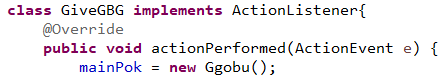 class GiveGBG implements ActionListener{
    @Override
    public void actionPerformed(ActionEvent e) {
        mainPok = new Ggobu();